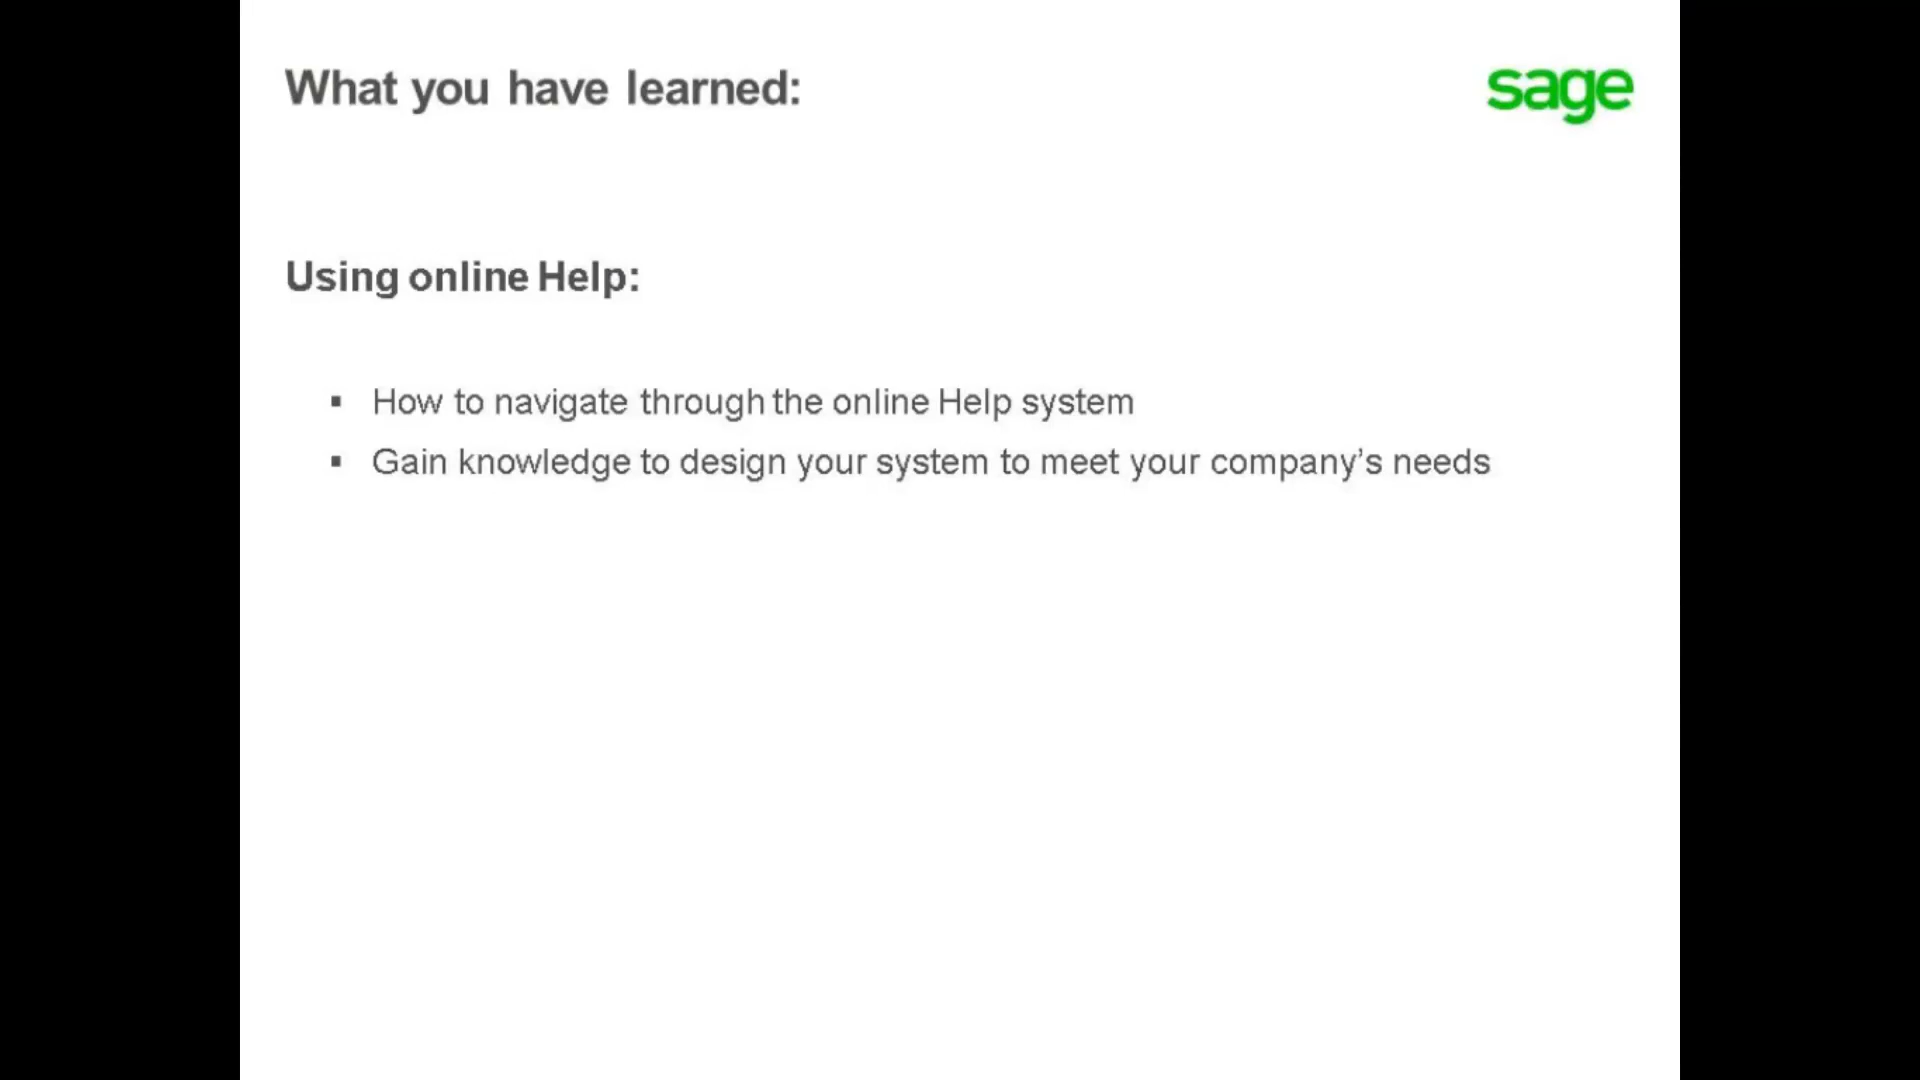 What you have learned:
sage
Using online Help:
▪ How to navigate through the online Help system
▪ Gain knowledge to design your system to meet your company’s needs